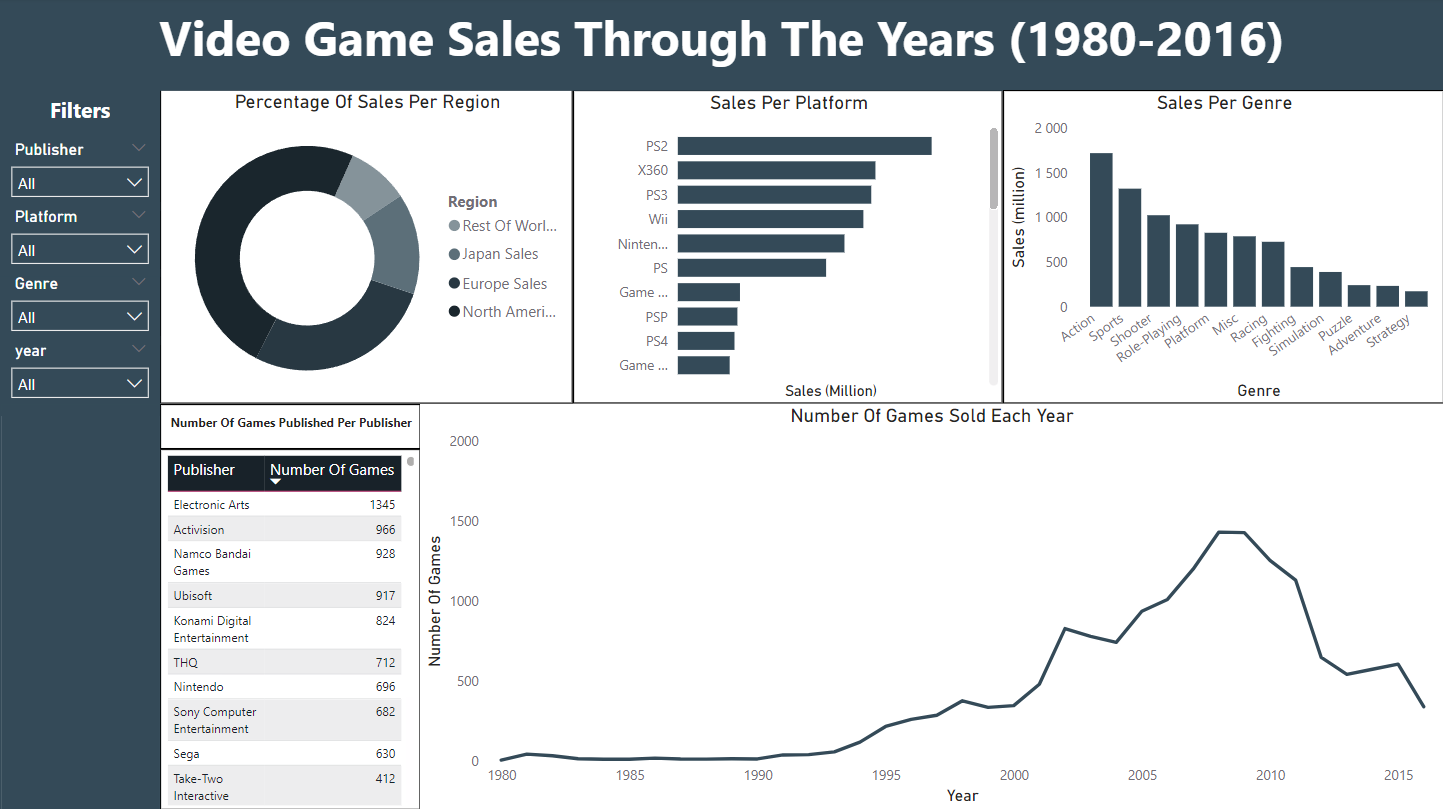 Video Game Sales Through The Years (1980-2016)
Filters
Publisher
All
Platform
All
Genre
All
year
All
Percentage Of Sales Per Region
Region
Rest Of Worl...
Japan Sales
Europe Sales
North Ameri...
Sales Per Platform
PS2
X360
PS3
Wii
Ninten...
PS
Game ...
PSP
PS4
Game ...
Sales (Million)
Sales Per Genre
Sales (million)
2 000
1 500
1 000
500
0
Action
Sports
Shooter
Role-Playing
Platform
Misc
Racing
Fighting
Simulation
Puzzle
Adventure
Strategy
Genre
Number Of Games Published Per Publisher
Publisher Number Of Games
Electronic Arts 1345
Activision 966
Namco Bandai
Games 928
Ubisoft 917
Konami Digital
Entertainment 824
THQ 712
Nintendo 696
Sony Computer
Entertainment 682
Sega 630
Take-Two
Interactive 412
Number Of Games Sold Each Year
Number Of Games
2000
1500
1000
500
0
1980 1985 1990 1995 2000 2005 2010 2015
Year